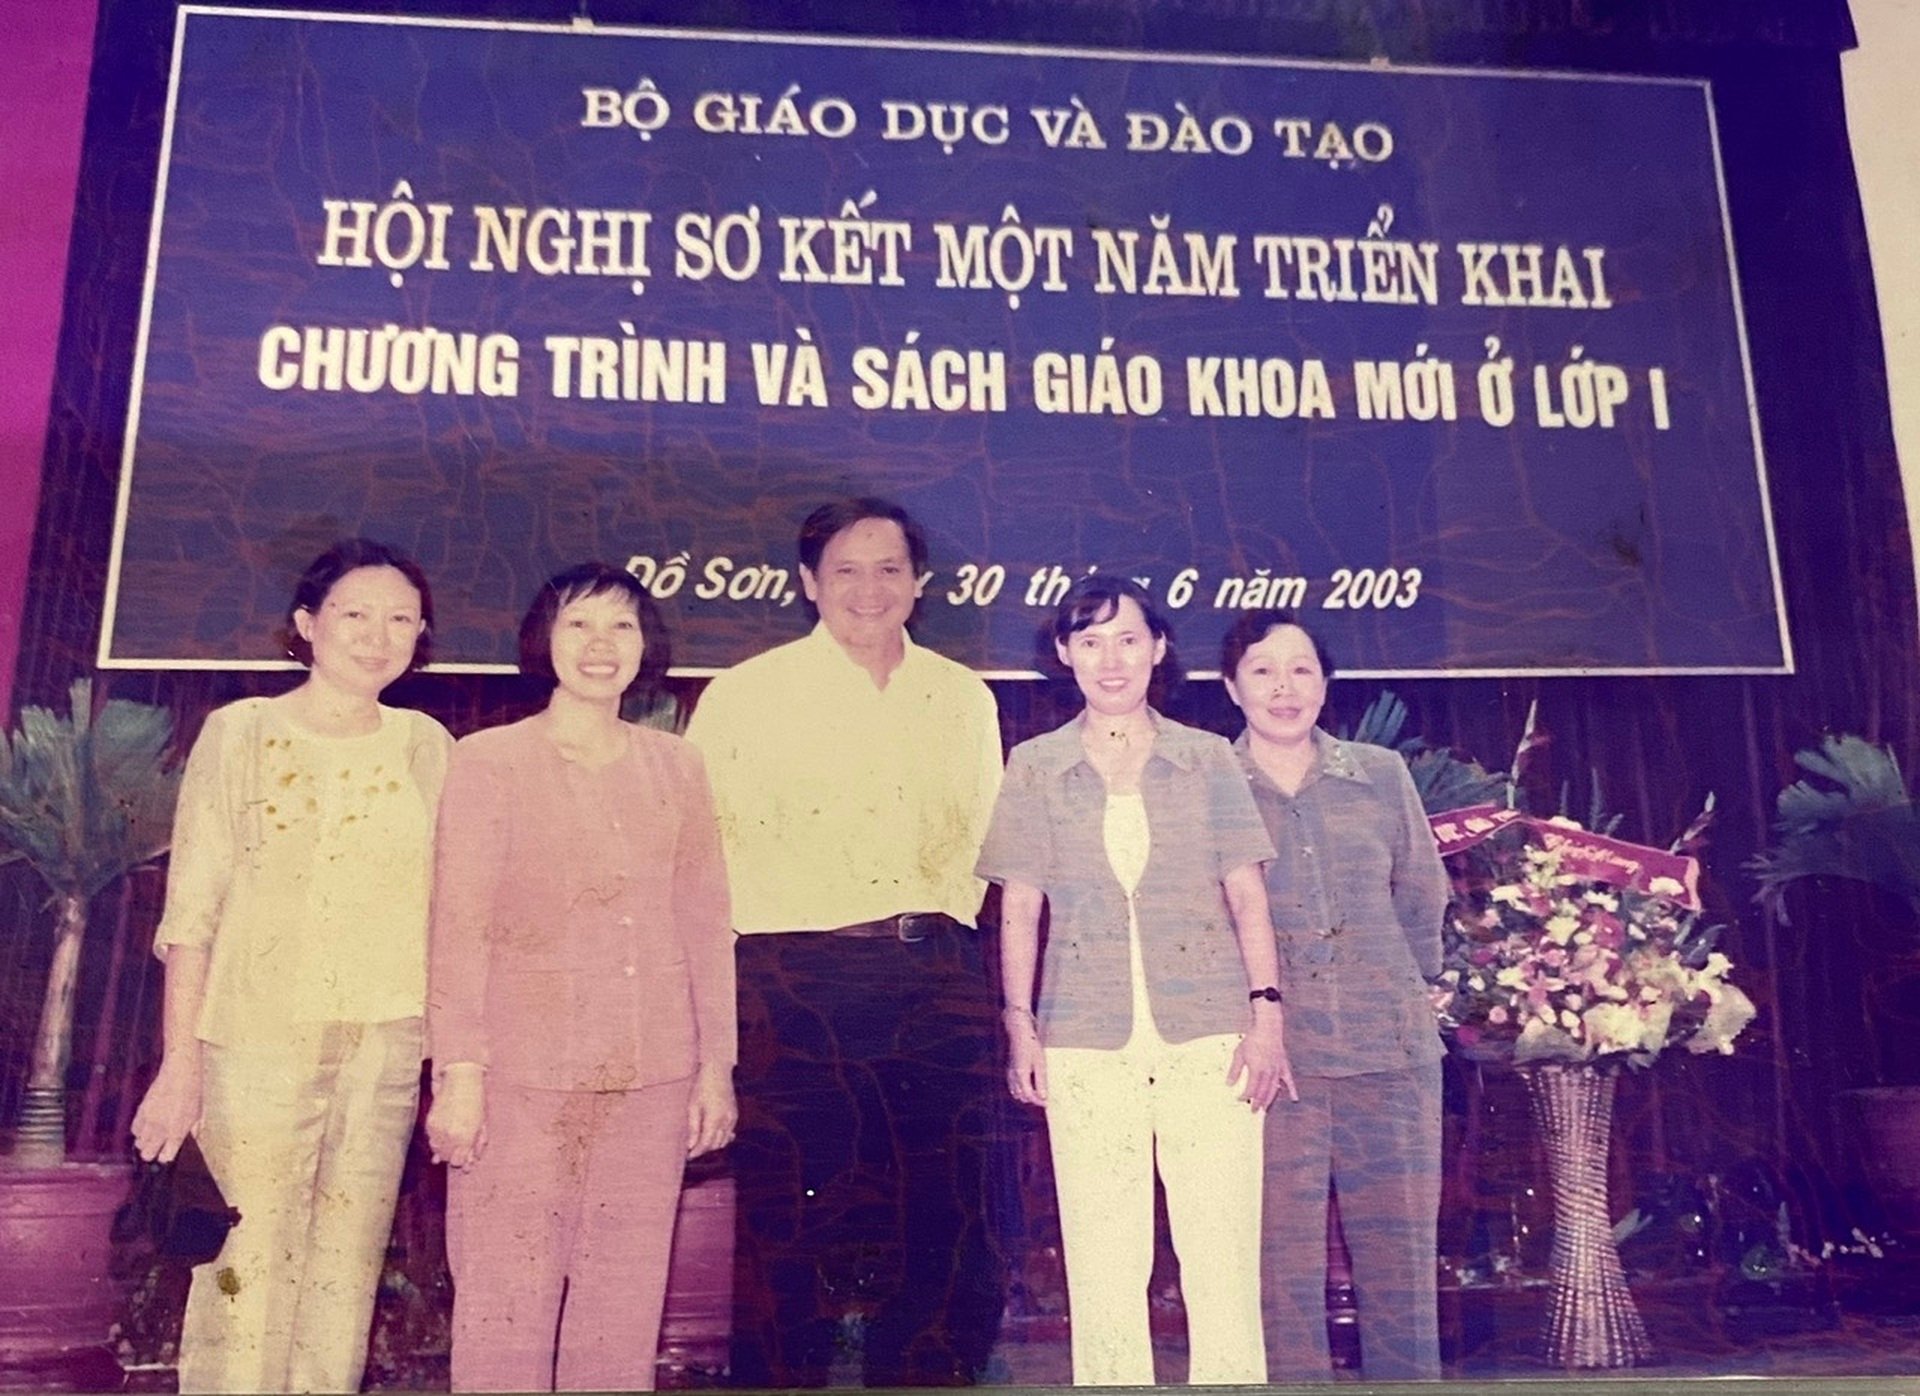 BỘ GIÁO DỤC VÀ ĐÀO TẠO
HỘI NGHỊ SƠ KẾT MỘT NĂM TRIỂN KHAI
CHƯƠNG TRÌNH VÀ SÁCH GIÁO KHOA MỚI Ở LỚP I
Đồ Sơn, 30 6 năm 2003